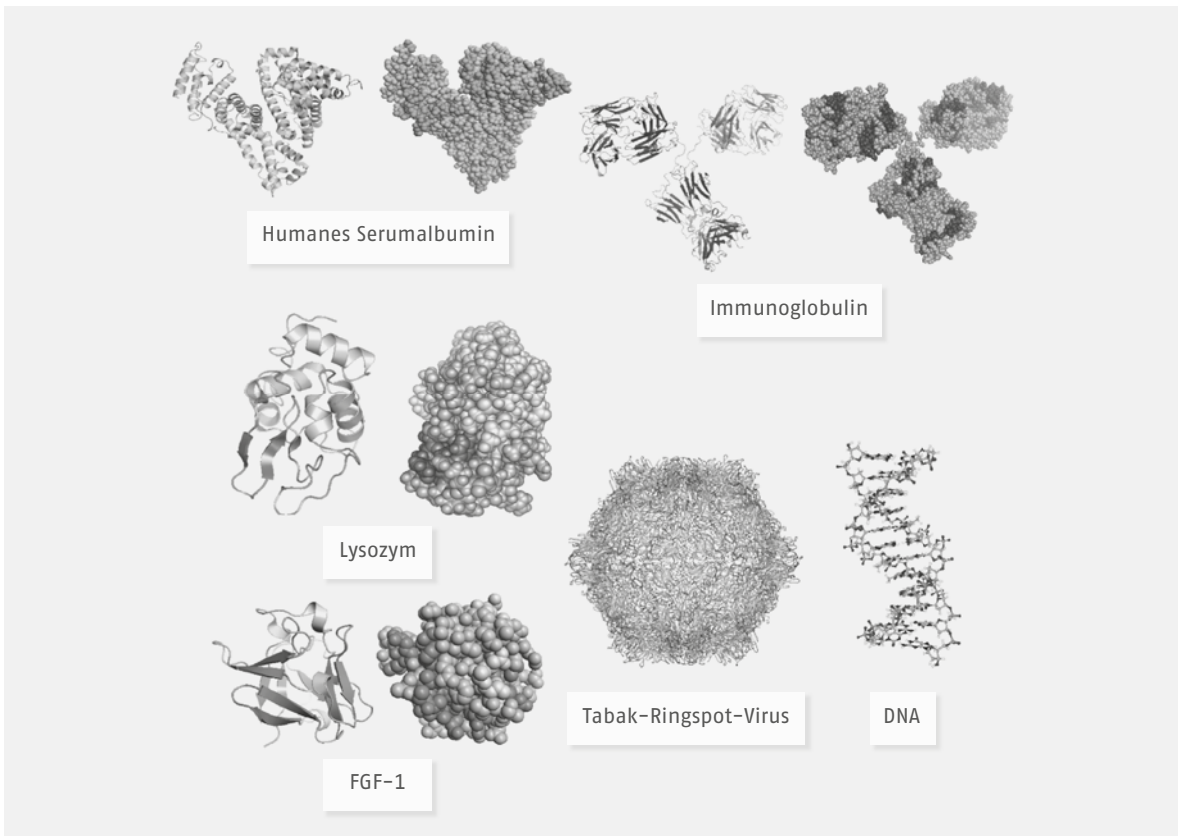 Humanes Serumalbumin
Immunoglobulin
Lysozym
Tabak-Ringspot-Virus
DNA
FGF-1